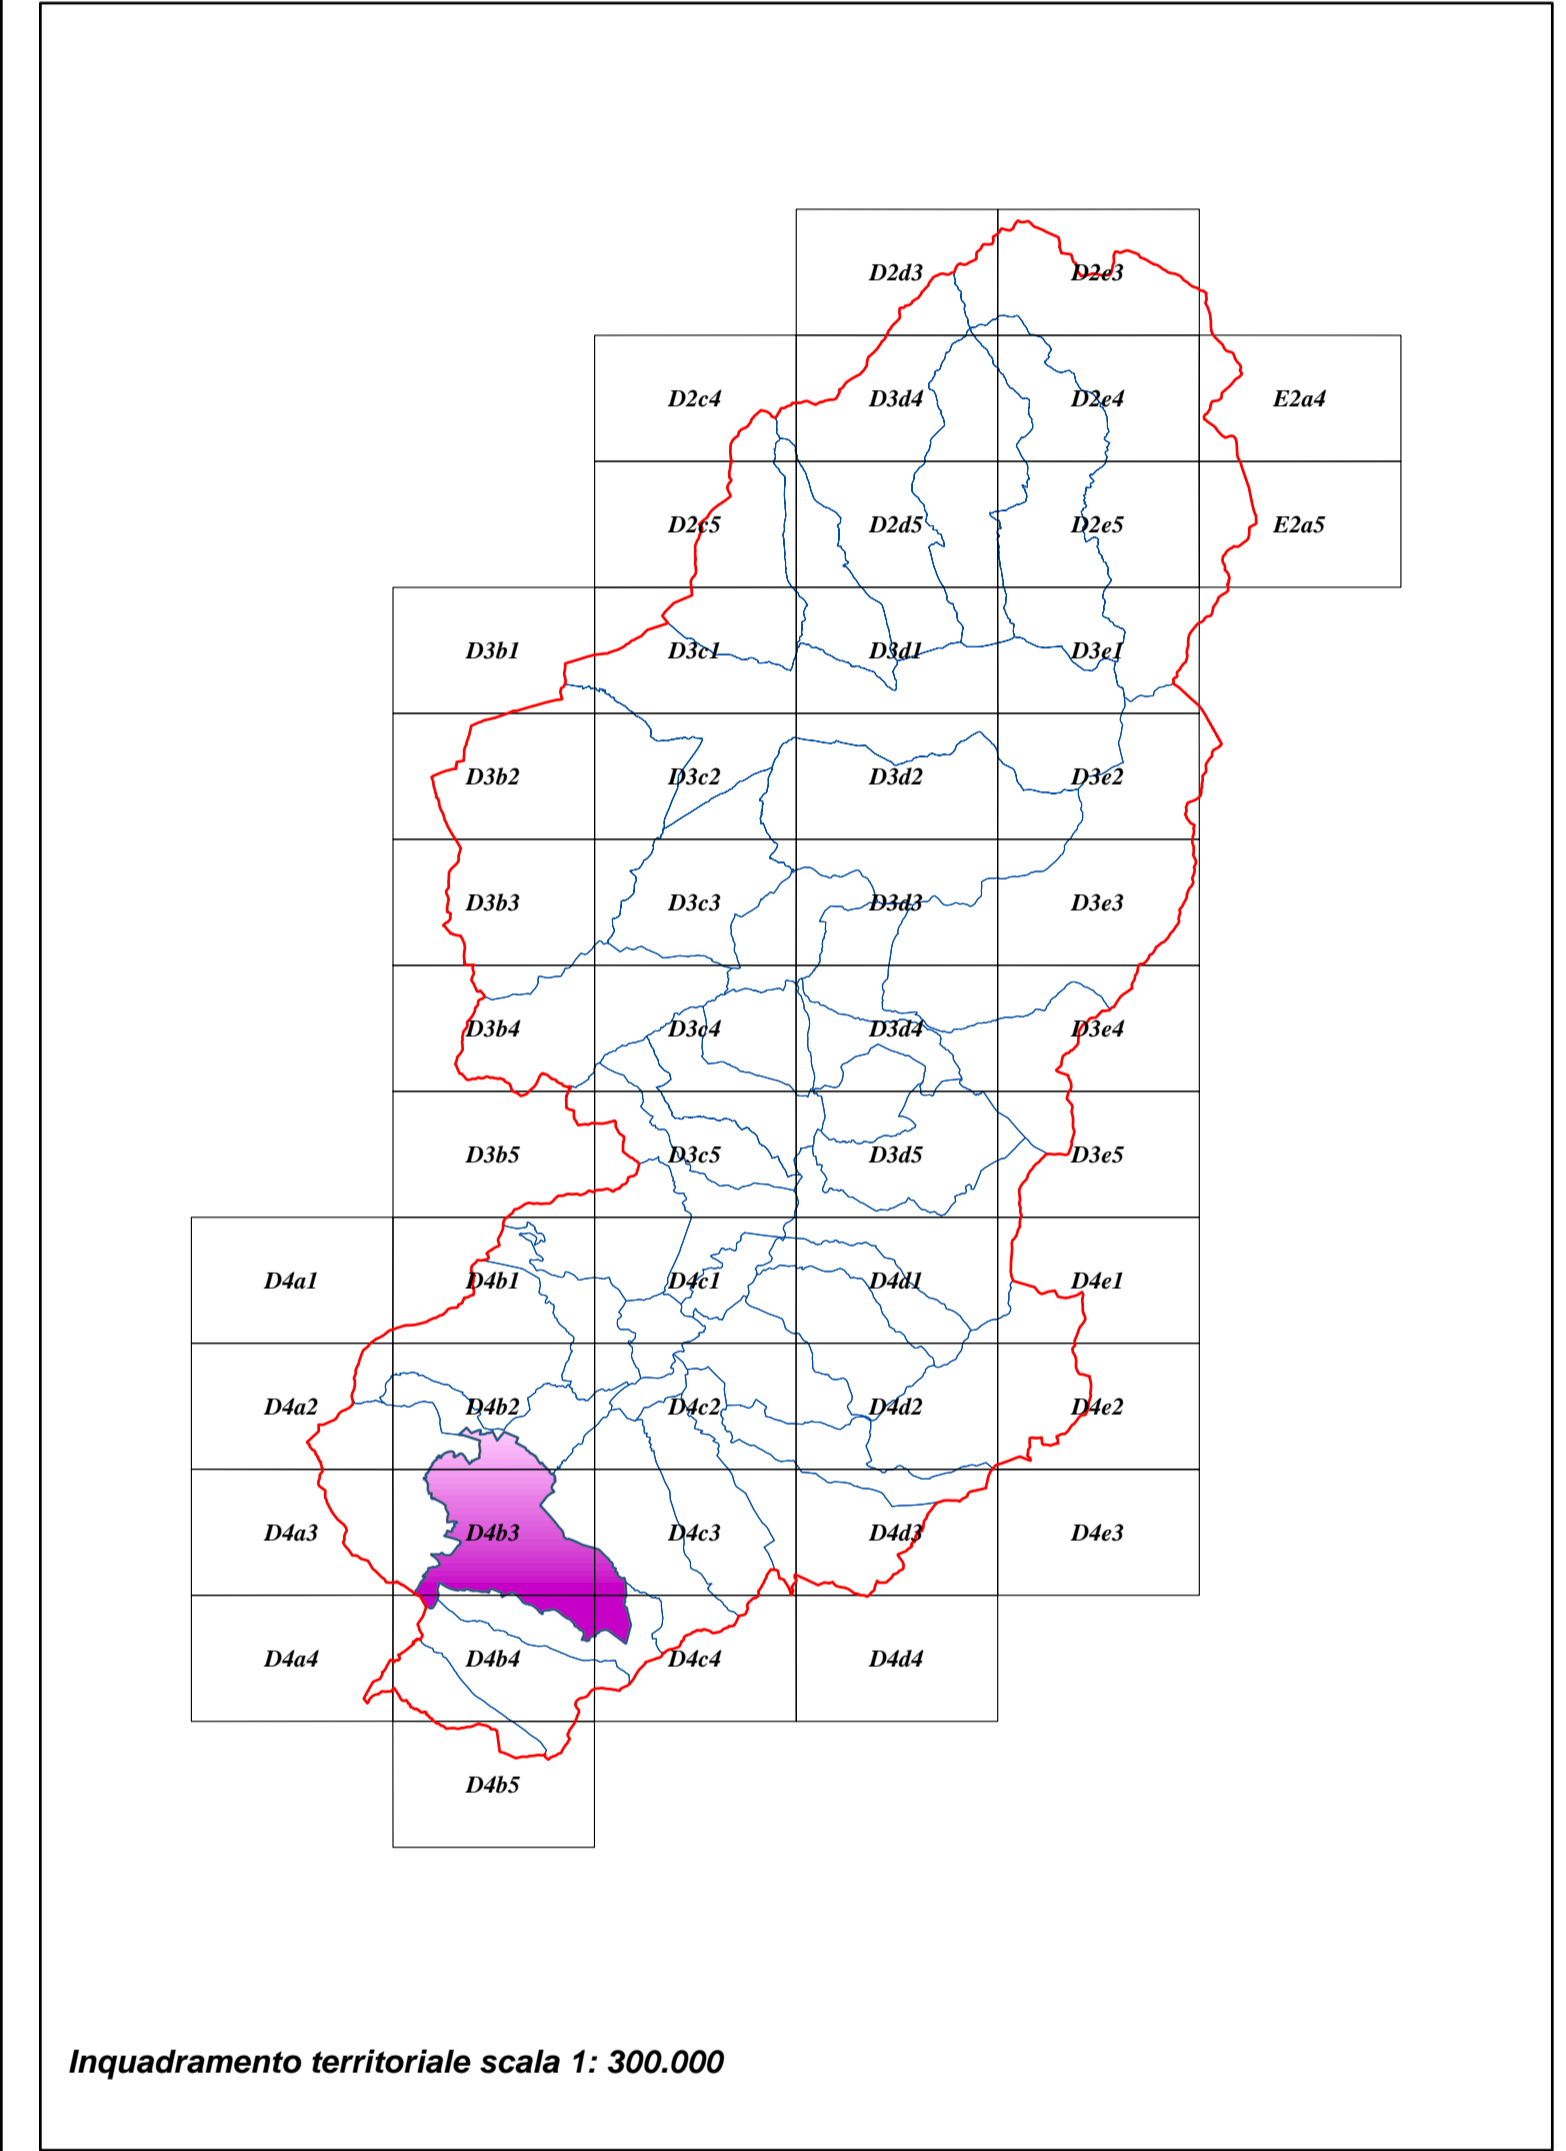 D2d3 D2e3
D2c4 D3d4 D2e4 E2a4
D2c5 D2d5 D2e5 E2a5
D3b1 D3c1 D3d1 D3e1
D3b2 D3c2 D3d2 D3e2
D3b3 D3c3 D3d3 D3e3
D3b4 D3c4 D3d4 D3e4
D3b5 D3c5 D3d5 D3e5
D4a1 D4b1 D4c1 D4d1 D4e1
D4a2 D4b2 D4c2 D4d2 D4e2
D4a3 D4b3 D4c3 D4d3 D4e3
D4a4 D4b4 D4c4 D4d4
D4b5
Inquadramento territoriale scala 1: 300.000